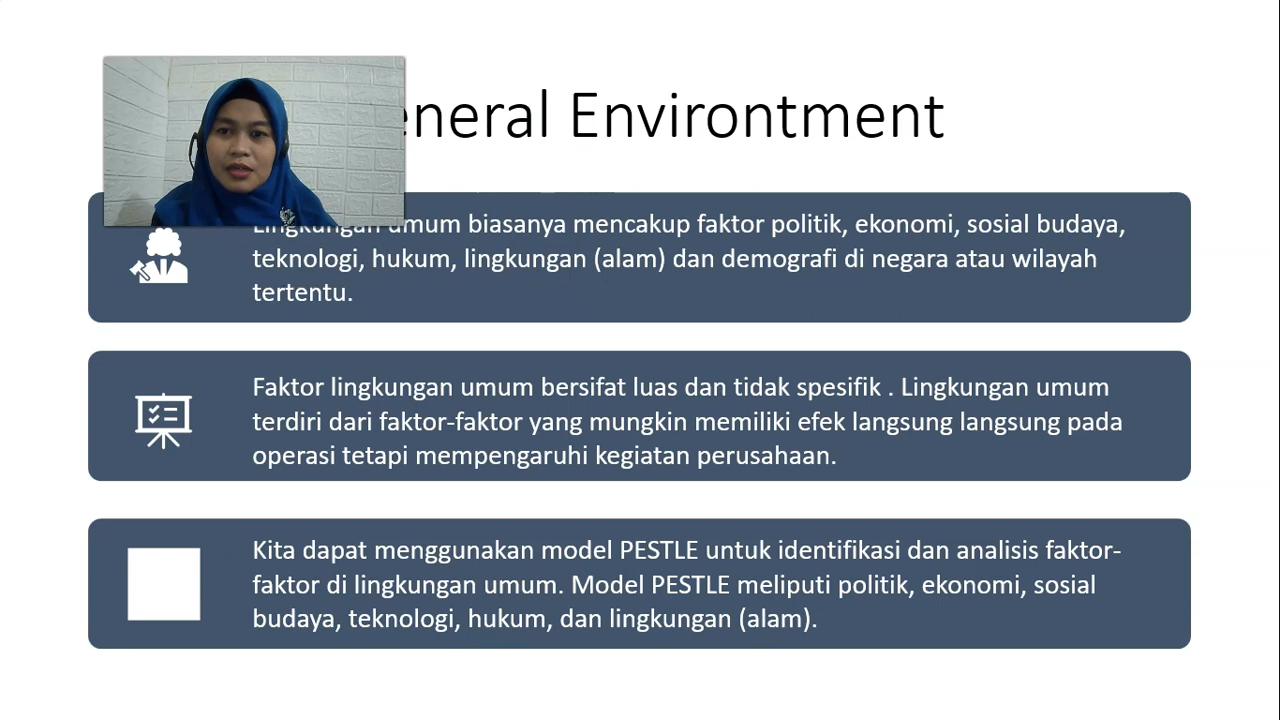 eneral Environtment
Lingkungan umum biasanya mencakup faktor politik, ekonomi, sosial budaya,
teknologi, hukum, lingkungan (alam) dan demografi di negara atau wilayah
tertentu.
Faktor lingkungan umum bersifat luas dan tidak spesifik . Lingkungan umum
terdiri dari faktor-faktor yang mungkin memiliki efek langsung langsung pada
operasi tetapi mempengaruhi kegiatan perusahaan.
Kita dapat menggunakan model PESTLE untuk identifikasi dan analisis faktor-
faktor di lingkungan umum. Model PESTLE meliputi politik, ekonomi, sosial
budaya, teknologi, hukum, dan lingkungan (alam).